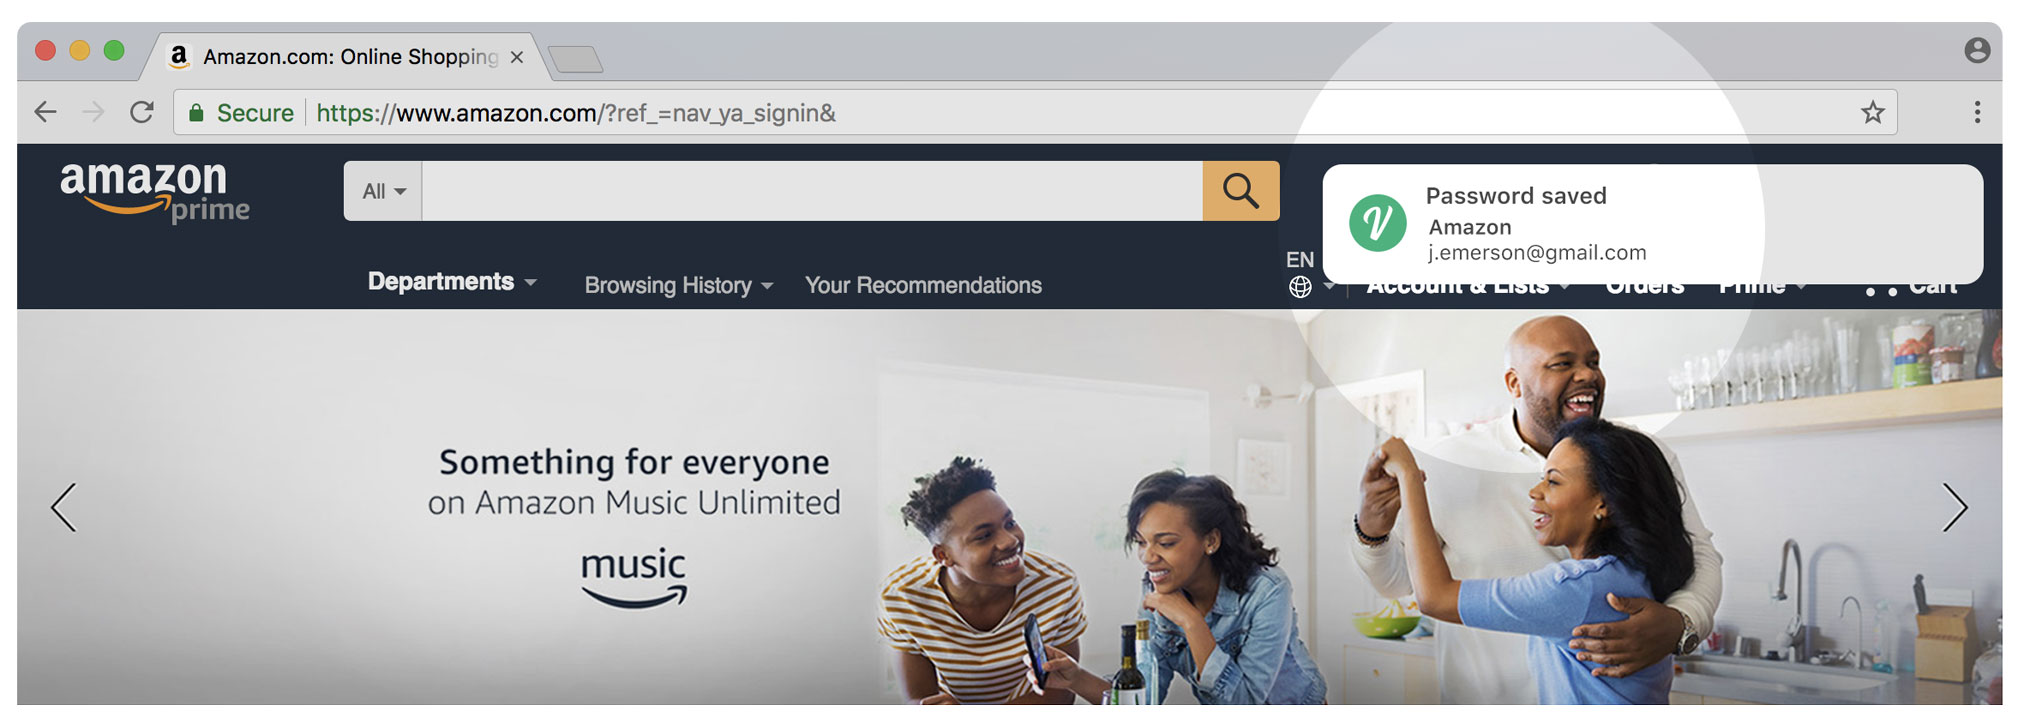 Amazon.com: Online Shopping
Secure
https://www.amazon.com/?ref_=nav_ya_signin&
amazon
prime
All
Password saved
Amazon
j.emerson@gmail.com
EN
Departments
Browsing History
Your Recommendations
Account & Lists
Orders
Prime
Cart
Something for everyone
on Amazon Music Unlimited
music